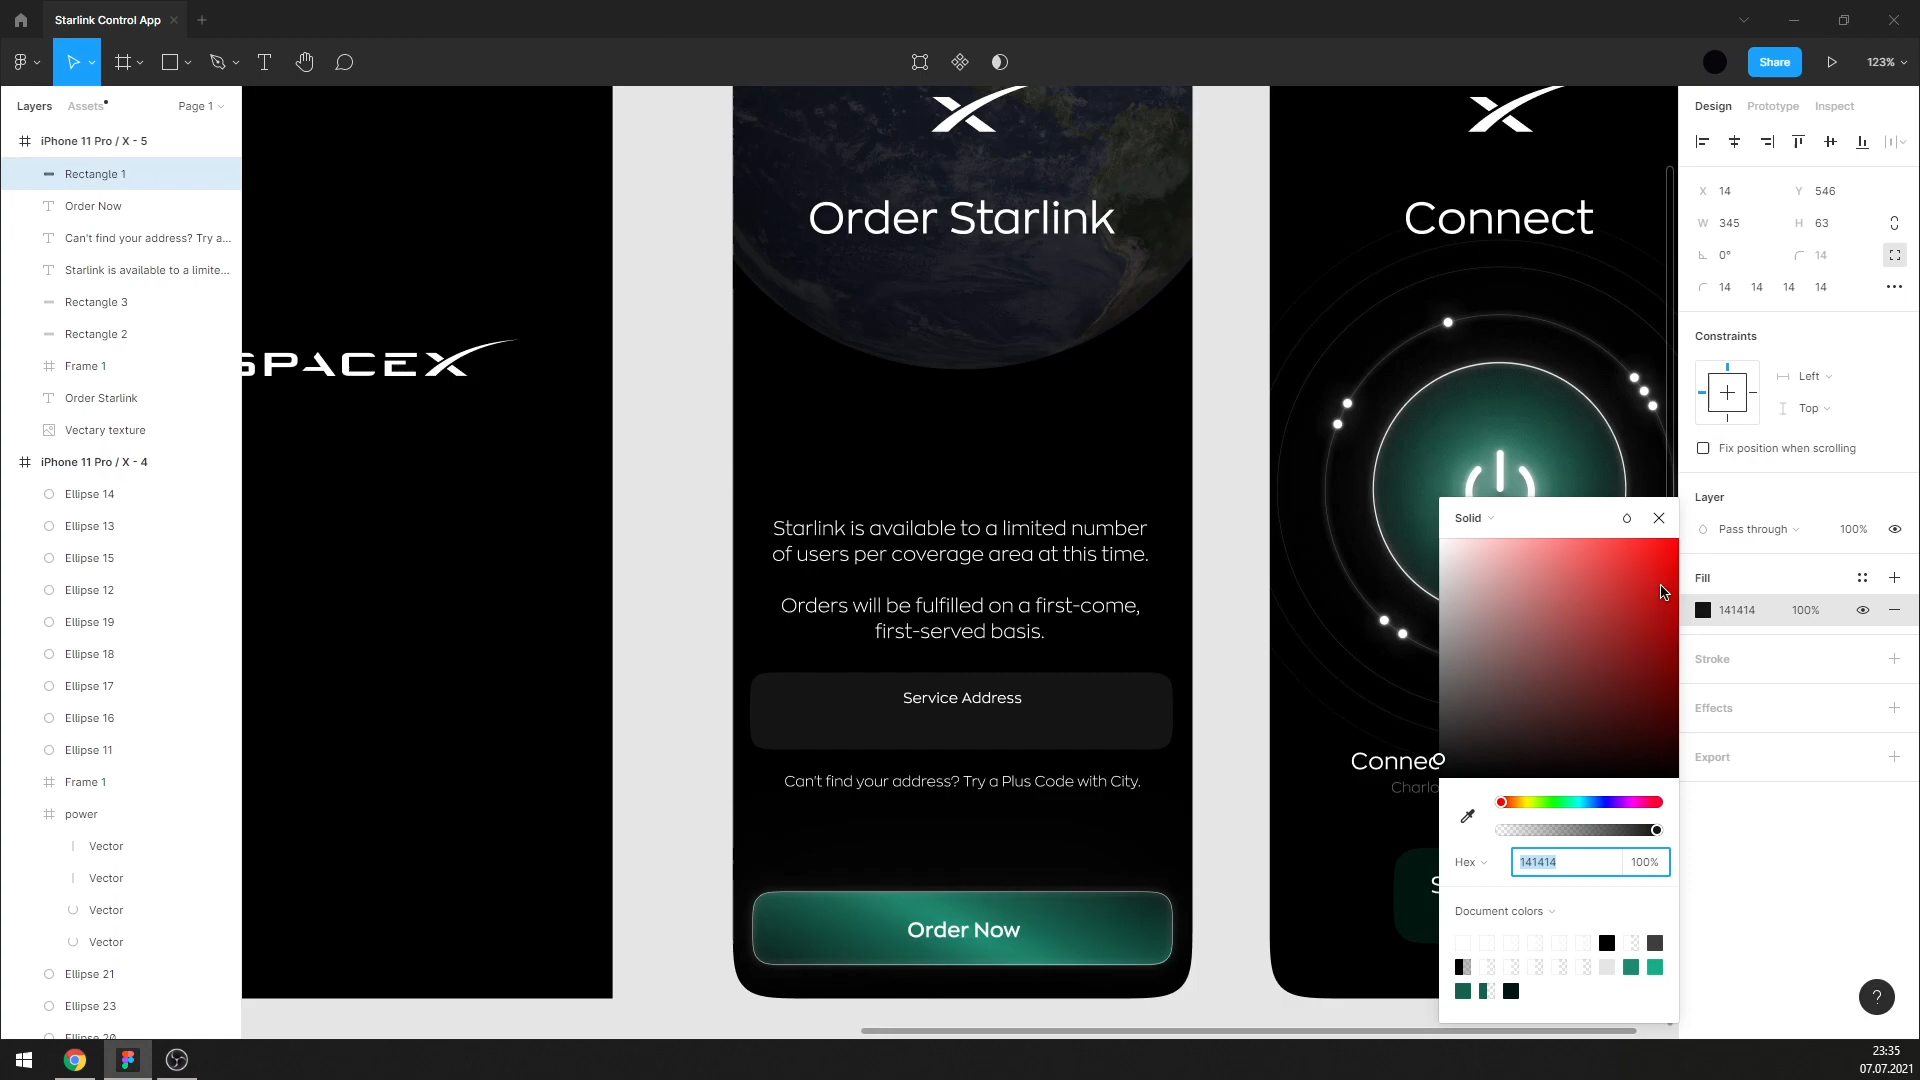 Starlink Control App
Share
123%
Layers
Assets
Page 1
iPhone 11 Pro / X - 5
Rectangle 1
Order Now
Can't find your address? Try a...
Starlink is available to a limite...
Rectangle 3
Rectangle 2
Frame 1
Order Starlink
Vectary texture
iPhone 11 Pro / X - 4
Ellipse 14
Ellipse 13
Ellipse 15
Ellipse 12
Ellipse 19
Ellipse 18
Ellipse 17
Ellipse 16
Ellipse 11
Frame 1
power
Vector
Vector
Vector
Vector
Ellipse 21
Ellipse 23
Ellipse 20
SPACEX
X
Order Starlink
Starlink is available to a limited number
of users per coverage area at this time.
Orders will be fulfilled on a first-come,
first-served basis.
Service Address
Can't find your address? Try a Plus Code with City.
Order Now
X
Connect
Connec
Charlo
S
Solid
Hex
141414
100%
Document colors
Design
Prototype
Inspect
X 14
Y 546
W 345
H 63
0°
14
14 14 14 14
Constraints
Left
Top
Fix position when scrolling
Layer
Pass through
100%
Fill
141414
100%
Stroke
Effects
Export
?
23:35
07.07.2021